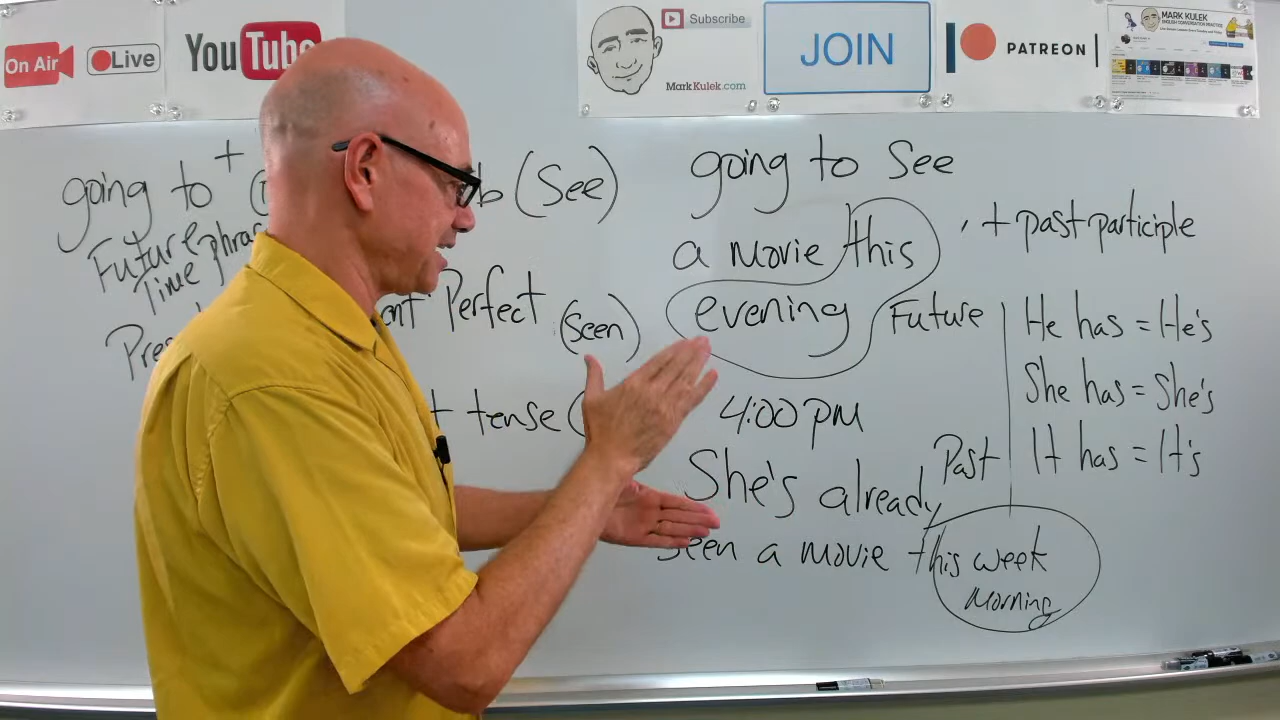 On Air
Live
YouTube
Subscribe
MarkKulek.com
JOIN
PATREON
MARK KULEK
going to +
b (See)
Future
Time phras
Pres
nt Perfect (Seen)
t tense (
going to See
a movie this
evening
Future
4:00 PM
She's already
Past
Seen a movie this week
morning
, + past participle
He has = He's
She has = She's
It has = It's